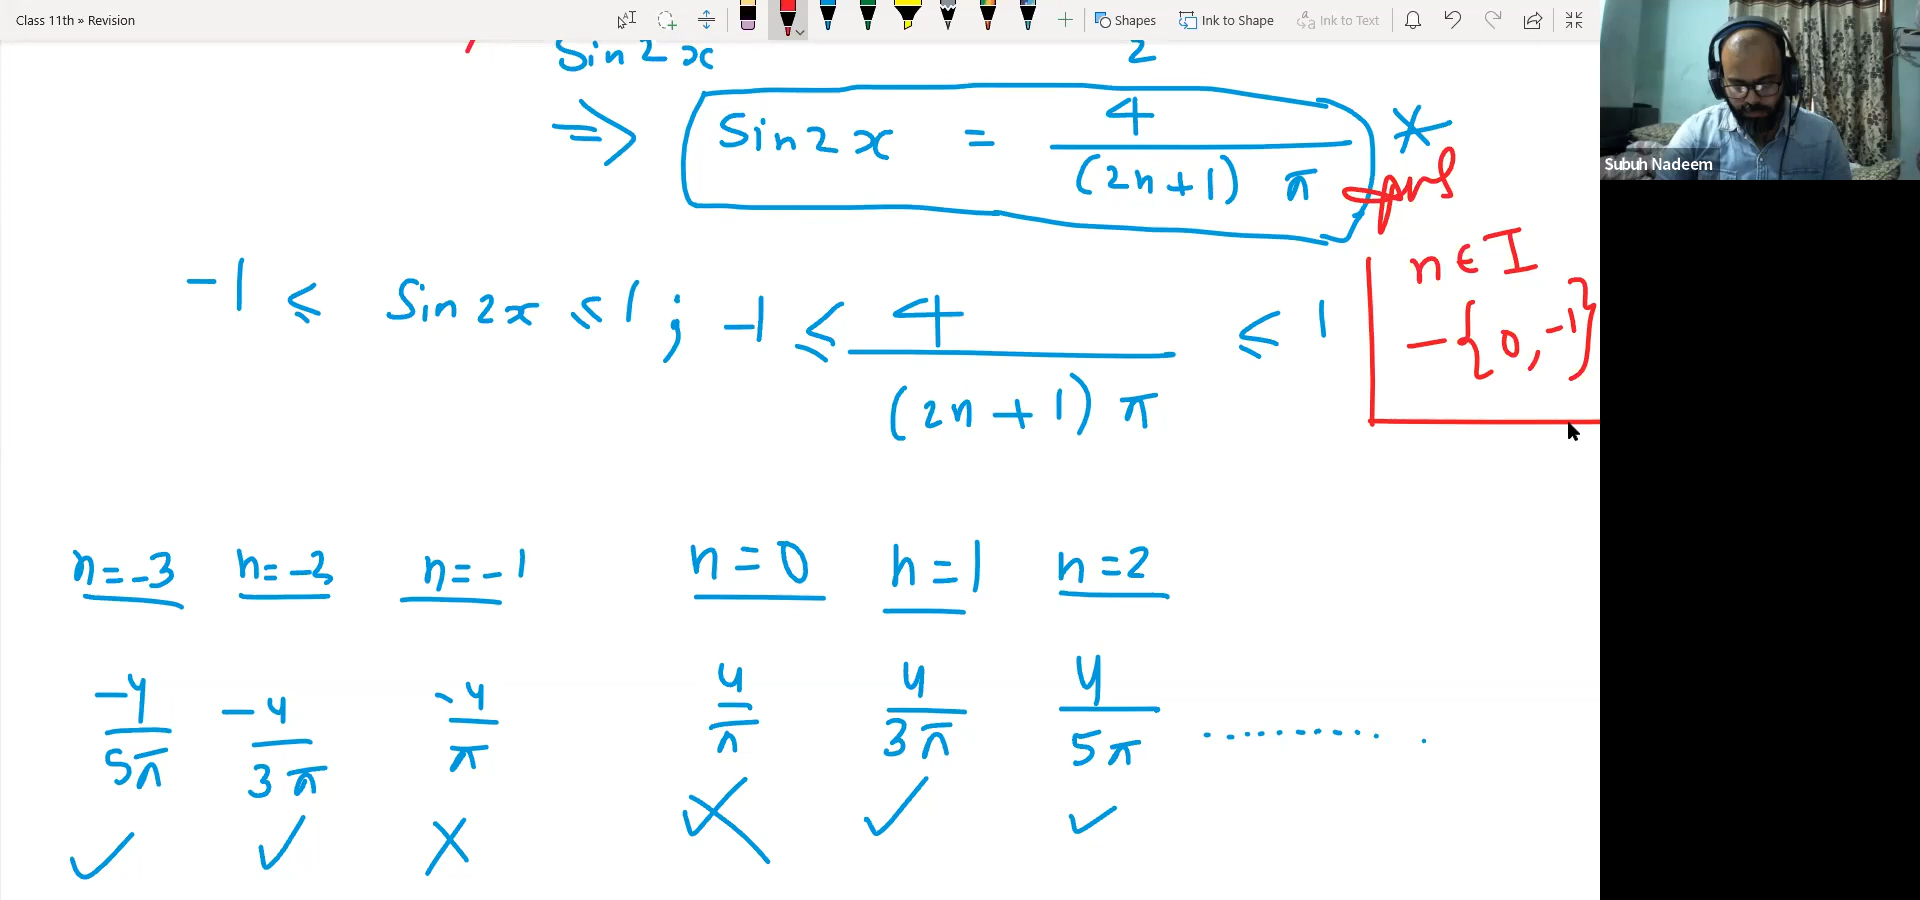 Class 11th » Revision
Shapes Ink to Shape Ink to Text
Sin 2x 2
⇒ Sin 2x = 4 / (2n+1) π *
Subuh Nadeem
n ∈ I
- {0, -1}
-1 ≤ Sin 2x ≤ 1 ; -1 ≤ 4 / (2n+1) π ≤ 1
n=-3 n=-2 n=-1 n=0 n=1 n=2
-4/5π -4/3π -4/π 4/π 4/3π 4/5π ..........
✓ ✓ X X ✓ ✓